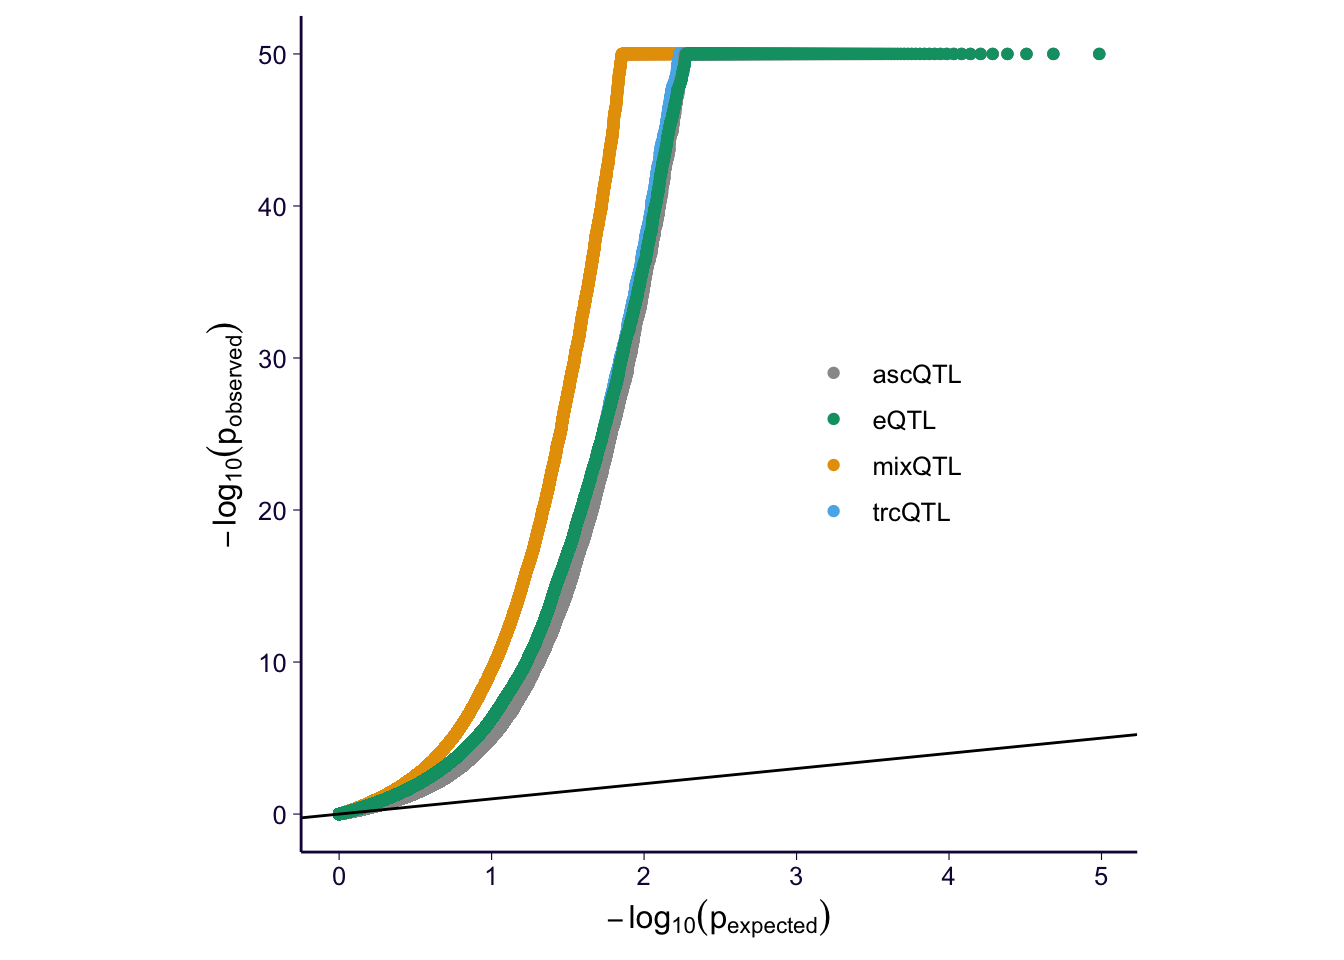 50
40
30
20
10
0
−log10(pobserved)
ascQTL
eQTL
mixQTL
trcQTL
0 1 2 3 4 5
−log10(pexpected)